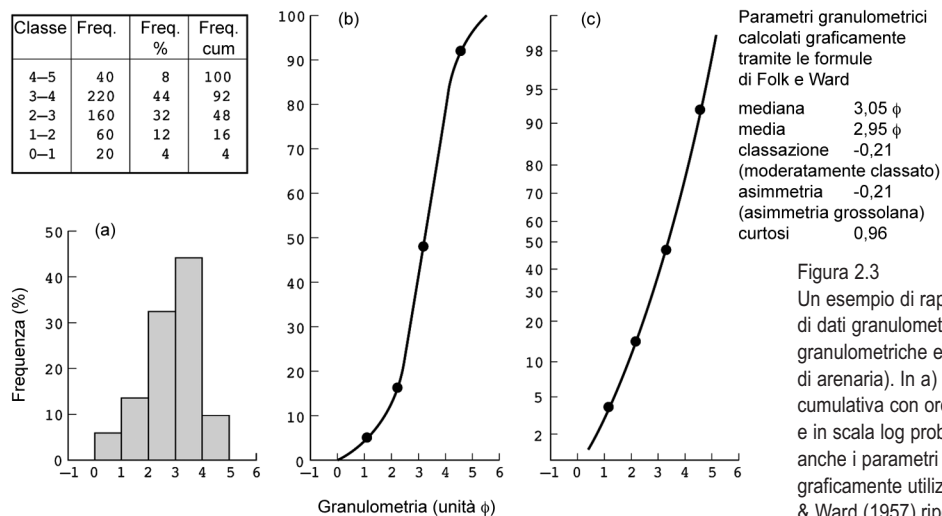 Classe Freq. Freq. % Freq. cum
4–5 40 8 100
3–4 220 44 92
2–3 160 32 48
1–2 60 12 16
0–1 20 4 4
(a)
Frequenza (%)
50
40
30
20
10
0
–1 0 1 2 3 4 5 6
(b)
100
90
80
70
60
50
40
30
20
10
0
–1 0 1 2 3 4 5 6
Granulometria (unità ϕ)
(c)
98
95
90
80
70
60
50
40
30
20
10
5
2
–1 0 1 2 3 4 5 6
Parametri granulometrici
calcolati graficamente
tramite le formule
di Folk e Ward
mediana 3,05 ϕ
media 2,95 ϕ
classazione -0,21
(moderatamente classato)
asimmetria -0,21
(asimmetria grossolana)
curtosi 0,96
Figura 2.3
Un esempio di rap
di dati granulomet
granulometriche e
di arenaria). In a)
cumulativa con or
e in scala log prob
anche i parametri
graficamente utiliz
& Ward (1957) rip